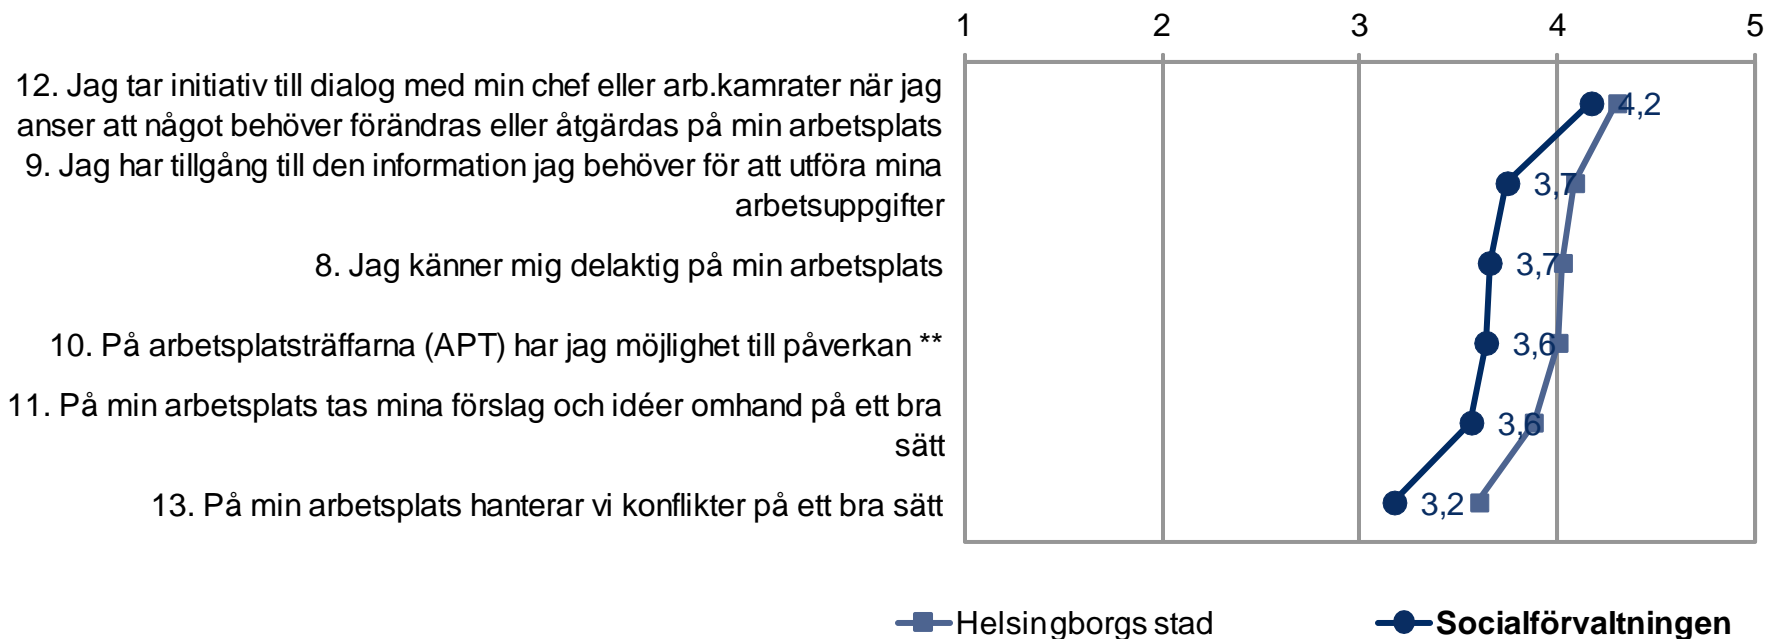 1 2 3 4 5
12. Jag tar initiativ till dialog med min chef eller arb.kamrater när jag
anser att något behöver förändras eller åtgärdas på min arbetsplats
4,2
9. Jag har tillgång till den information jag behöver för att utföra mina
arbetsuppgifter
3,7
8. Jag känner mig delaktig på min arbetsplats
3,7
10. På arbetsplatsträffarna (APT) har jag möjlighet till påverkan **
3,6
11. På min arbetsplats tas mina förslag och idéer omhand på ett bra
sätt
3,6
13. På min arbetsplats hanterar vi konflikter på ett bra sätt
3,2
Helsingborgs stad
Socialförvaltningen